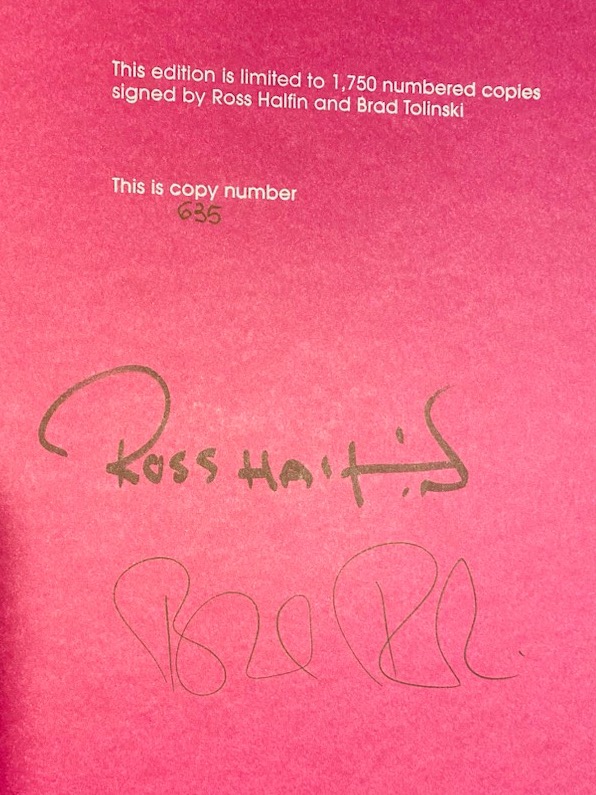 This edition is limited to 1,750 numbered copies
signed by Ross Halfin and Brad Tolinski
This is copy number
635
Ross Halfin